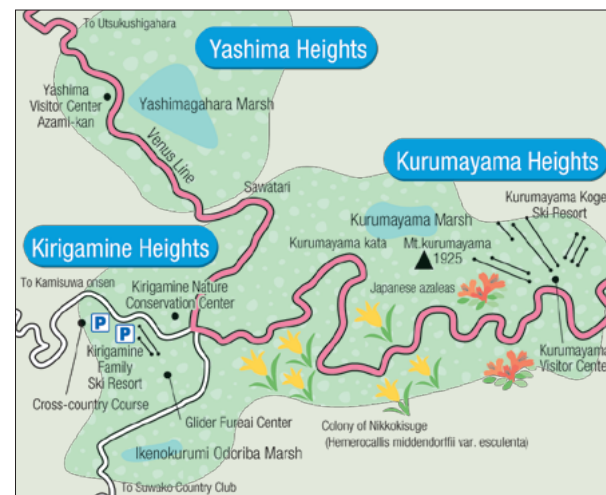 To Utsukushigahara
Yashima Heights
Yashima
Visitor Center
Azami-kan
Yashimagahara Marsh
Venus Line
Sawatari
Kurumayama Heights
Kurumayama Kogen
Ski Resort
Kurumayama Marsh
Kurumayama kata
Mt.kurumayama
1925
Japanese azaleas
Kirigamine Heights
To Kamisuwa onsen
Kirigamine Nature
Conservation Center
P
P
Kirigamine
Family
Ski Resort
Cross-country Course
Glider Fureai Center
Kurumayama
Visitor Center
Colony of Nikkokisuge
(Hemerocallis middendorffii var. esculenta)
Ikenokurumi Odoriba Marsh
To Suwako Country Club